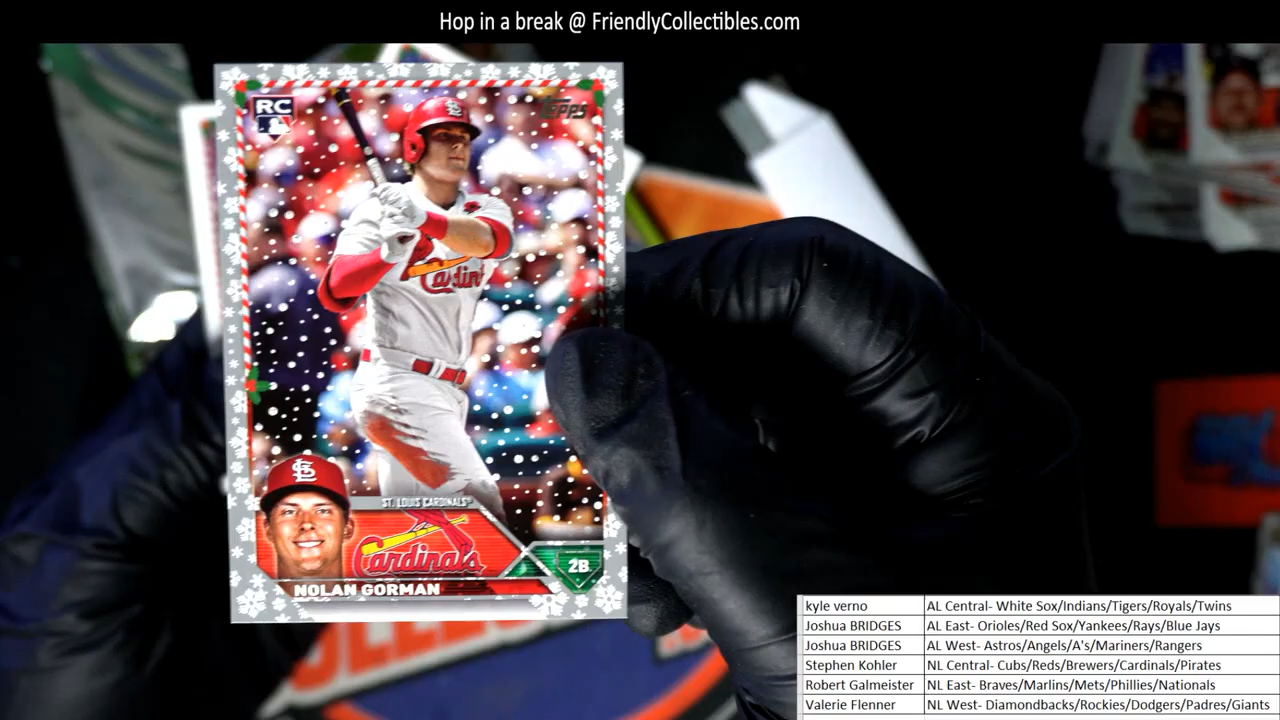 Hop in a break @ FriendlyCollectibles.com
RC
Topps
Cardinals
ST. LOUIS CARDINALS
Cardinals
2B
NOLAN GORMAN
kyle verno AL Central- White Sox/Indians/Tigers/Royals/Twins
Joshua BRIDGES AL East- Orioles/Red Sox/Yankees/Rays/Blue Jays
Joshua BRIDGES AL West- Astros/Angels/A's/Mariners/Rangers
Stephen Kohler NL Central- Cubs/Reds/Brewers/Cardinals/Pirates
Robert Galmeister NL East- Braves/Marlins/Mets/Phillies/Nationals
Valerie Flenner NL West- Diamondbacks/Rockies/Dodgers/Padres/Giants